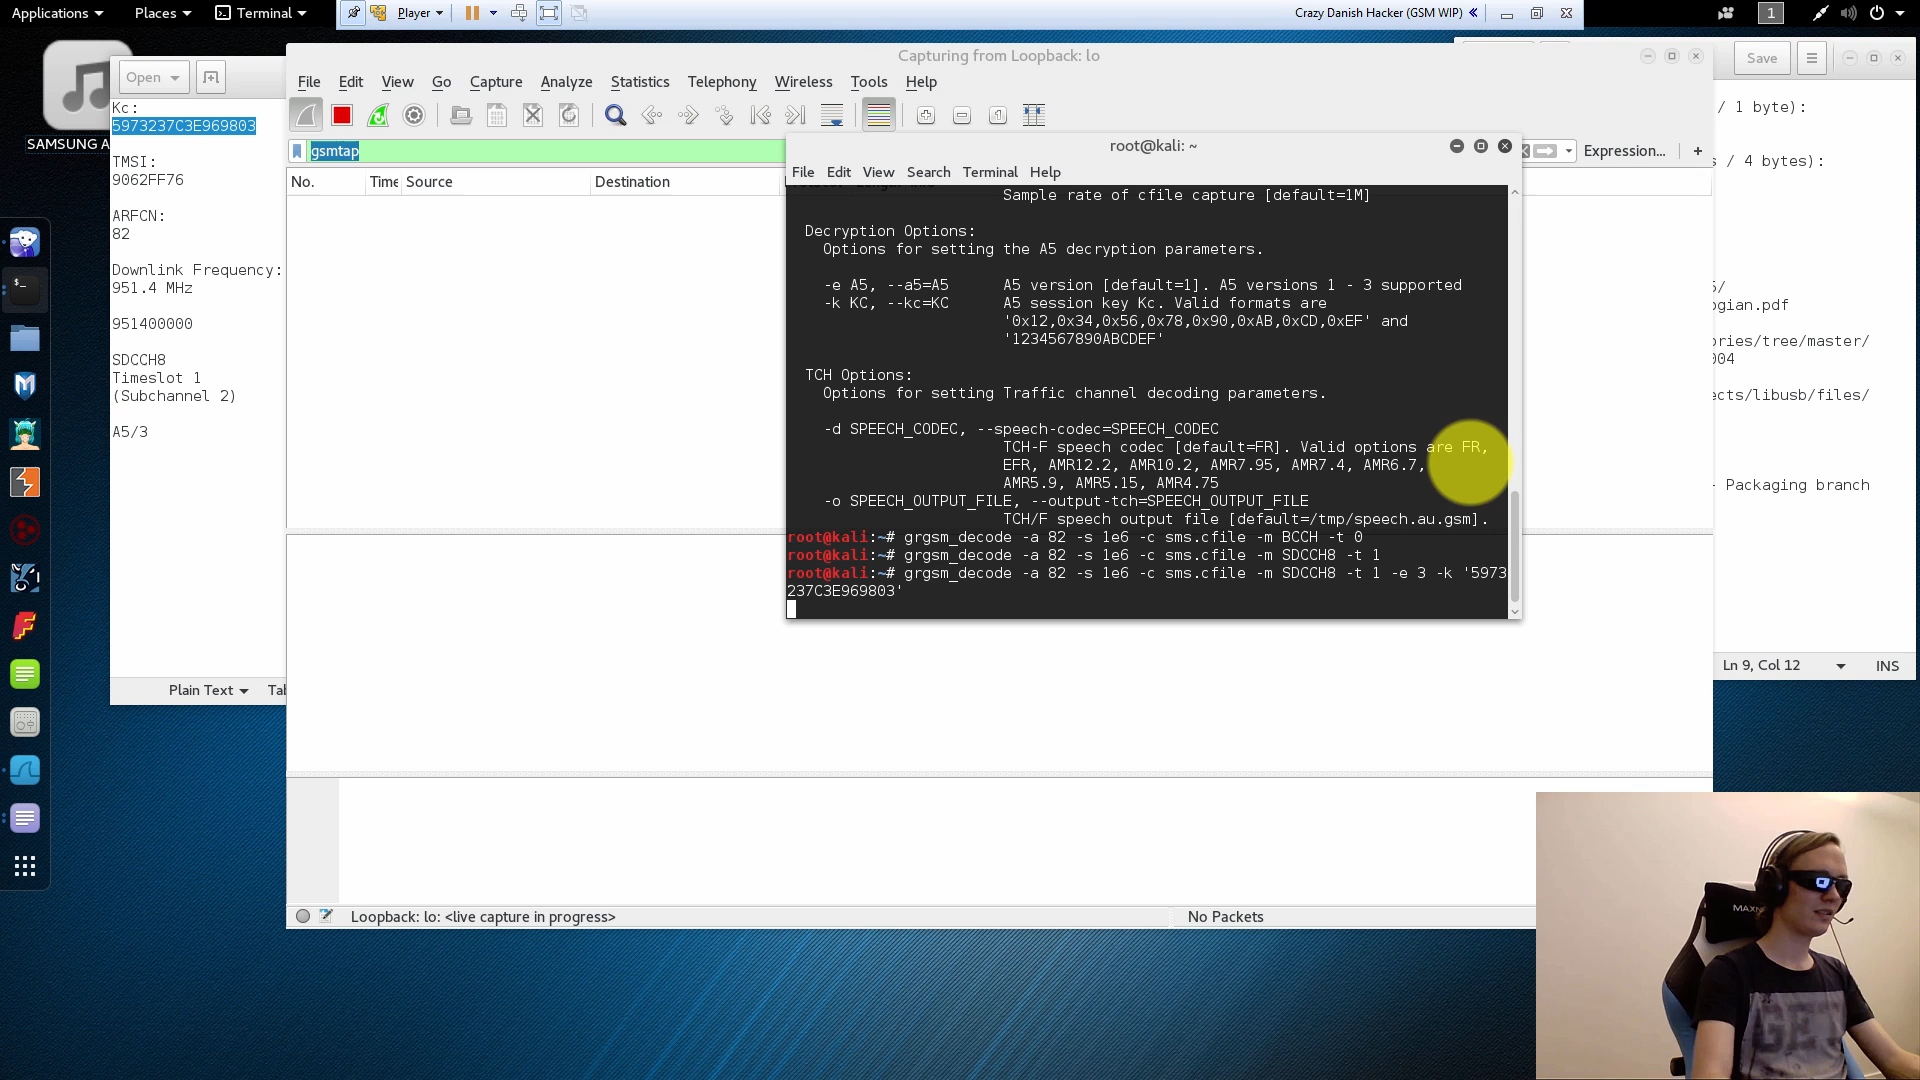 Applications
Places
Terminal
Player
Crazy Danish Hacker (GSM WIP)
1
Open
Capturing from Loopback: lo
Save
File Edit View Go Capture Analyze Statistics Telephony Wireless Tools Help
SAMSUNG A
gsmtap
Expression...
+
No. Time Source Destination
Kc:
5973237C3E969803
TMSI:
9062FF76
ARFCN:
82
Downlink Frequency:
951.4 MHz
951400000
SDCCH8
Timeslot 1
(Subchannel 2)
A5/3
Plain Text
Tal
root@kali: ~
File Edit View Search Terminal Help
Sample rate of cfile capture [default=1M]
Decryption Options:
Options for setting the A5 decryption parameters.
-e A5, --a5=A5 A5 version [default=1]. A5 versions 1 - 3 supported
-k KC, --kc=KC A5 session key Kc. Valid formats are
'0x12,0x34,0x56,0x78,0x90,0xAB,0xCD,0xEF' and
'1234567890ABCDEF'
TCH Options:
Options for setting Traffic channel decoding parameters.
-d SPEECH_CODEC, --speech-codec=SPEECH_CODEC
TCH-F speech codec [default=FR]. Valid options are FR,
EFR, AMR12.2, AMR10.2, AMR7.95, AMR7.4, AMR6.7,
AMR5.9, AMR5.15, AMR4.75
-o SPEECH_OUTPUT_FILE, --output-tch=SPEECH_OUTPUT_FILE
TCH/F speech output file [default=/tmp/speech.au.gsm].
root@kali:~# grgsm_decode -a 82 -s 1e6 -c sms.cfile -m BCCH -t 0
root@kali:~# grgsm_decode -a 82 -s 1e6 -c sms.cfile -m SDCCH8 -t 1
root@kali:~# grgsm_decode -a 82 -s 1e6 -c sms.cfile -m SDCCH8 -t 1 -e 3 -k '5973
237C3E969803'
/ 1 byte):
s / 4 bytes):
5/
ogian.pdf
ories/tree/master/
004
ects/libusb/files/
- Packaging branch
Ln 9, Col 12
INS
Loopback: lo: <live capture in progress>
No Packets
MAXN